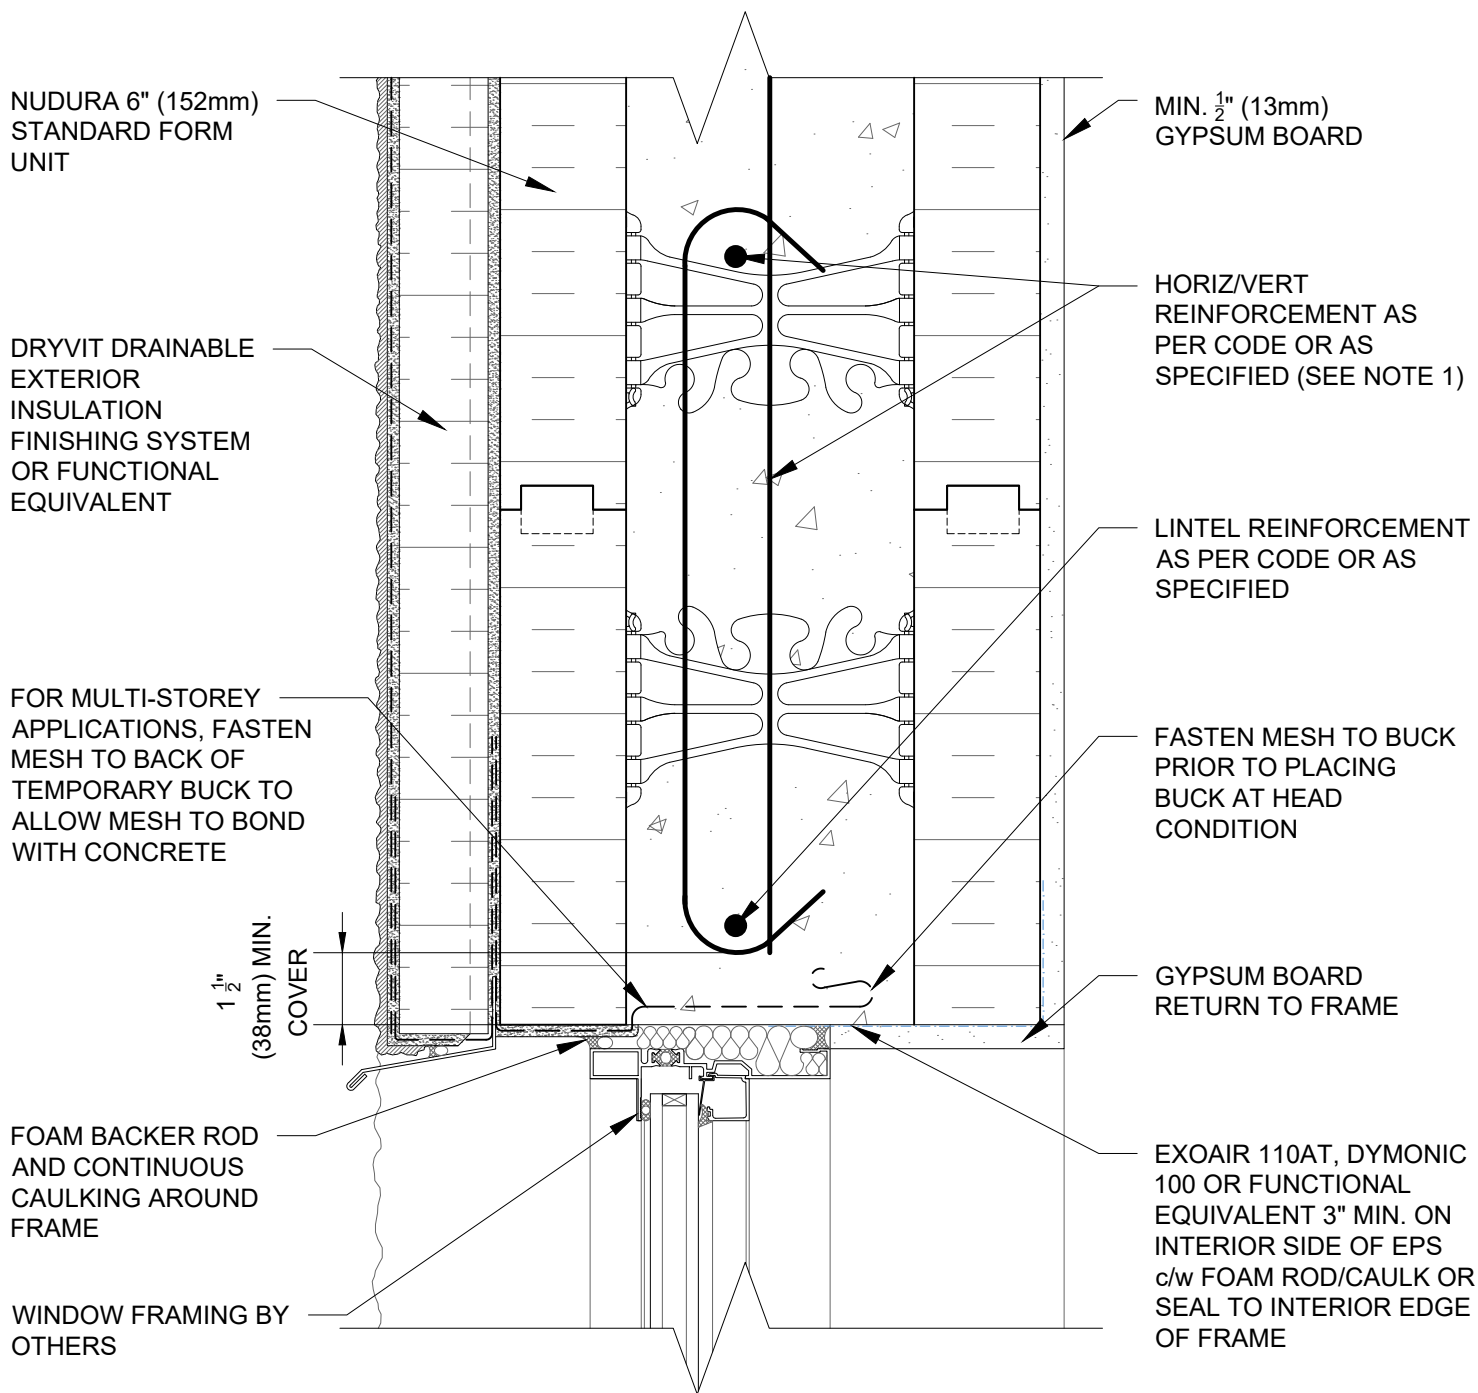 NUDURA 6" (152mm)
STANDARD FORM
UNIT
DRYVIT DRAINABLE
EXTERIOR
INSULATION
FINISHING SYSTEM
OR FUNCTIONAL
EQUIVALENT
FOR MULTI-STOREY
APPLICATIONS, FASTEN
MESH TO BACK OF
TEMPORARY BUCK TO
ALLOW MESH TO BOND
WITH CONCRETE
1 1/2"
(38mm) MIN.
COVER
FOAM BACKER ROD
AND CONTINUOUS
CAULKING AROUND
FRAME
WINDOW FRAMING BY
OTHERS
MIN. 1/2" (13mm)
GYPSUM BOARD
HORIZ/VERT
REINFORCEMENT AS
PER CODE OR AS
SPECIFIED (SEE NOTE 1)
LINTEL REINFORCEMENT
AS PER CODE OR AS
SPECIFIED
FASTEN MESH TO BUCK
PRIOR TO PLACING
BUCK AT HEAD
CONDITION
GYPSUM BOARD
RETURN TO FRAME
EXOAIR 110AT, DYMONIC
100 OR FUNCTIONAL
EQUIVALENT 3" MIN. ON
INTERIOR SIDE OF EPS
c/w FOAM ROD/CAULK OR
SEAL TO INTERIOR EDGE
OF FRAME